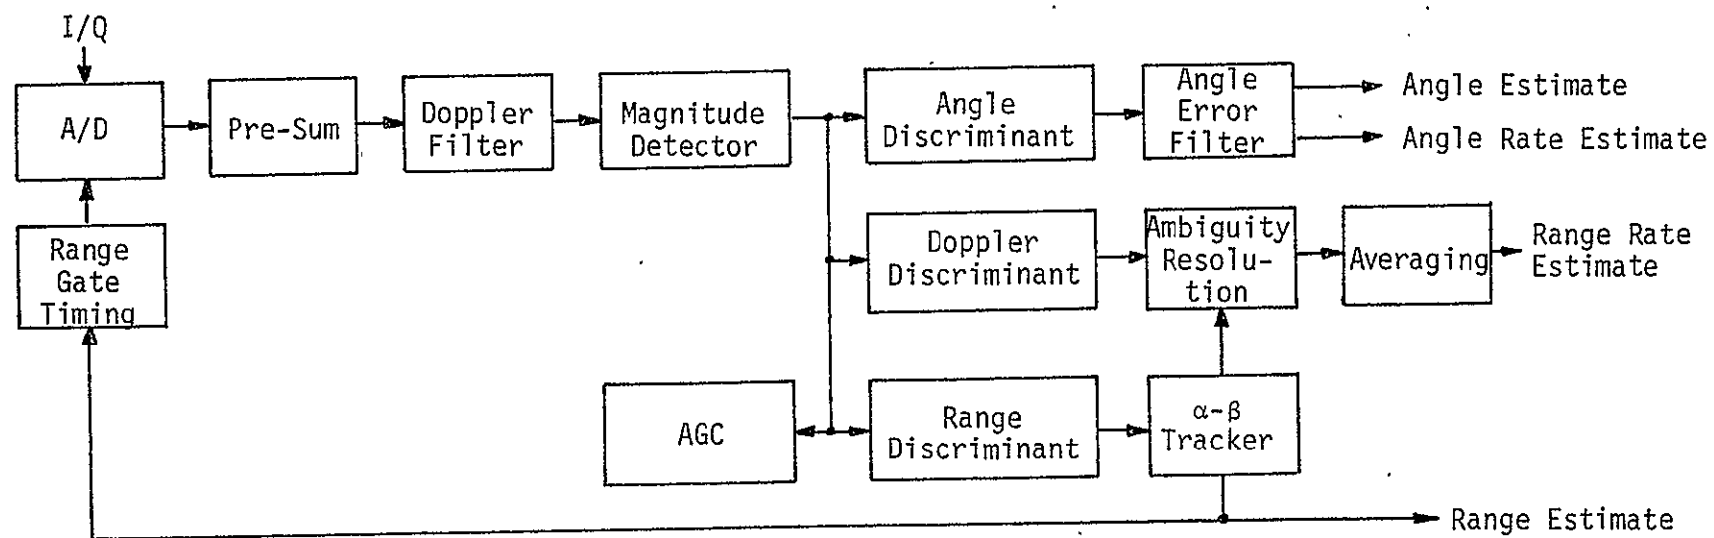 I/Q
A/D
Pre-Sum
Doppler
Filter
Magnitude
Detector
Angle
Discriminant
Angle
Error
Filter
Angle Estimate
Angle Rate Estimate
Range
Gate
Timing
Doppler
Discriminant
Ambiguity
Resolu-
tion
Averaging
Range Rate
Estimate
AGC
Range
Discriminant
α-β
Tracker
Range Estimate